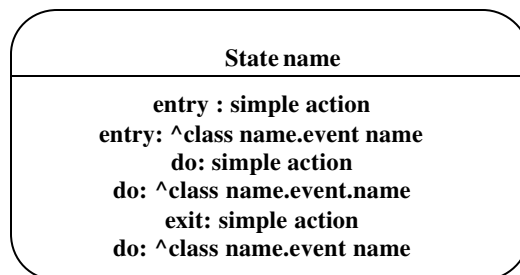 State name
entry : simple action
entry: ^class name.event name
do: simple action
do: ^class name.event.name
exit: simple action
do: ^class name.event name